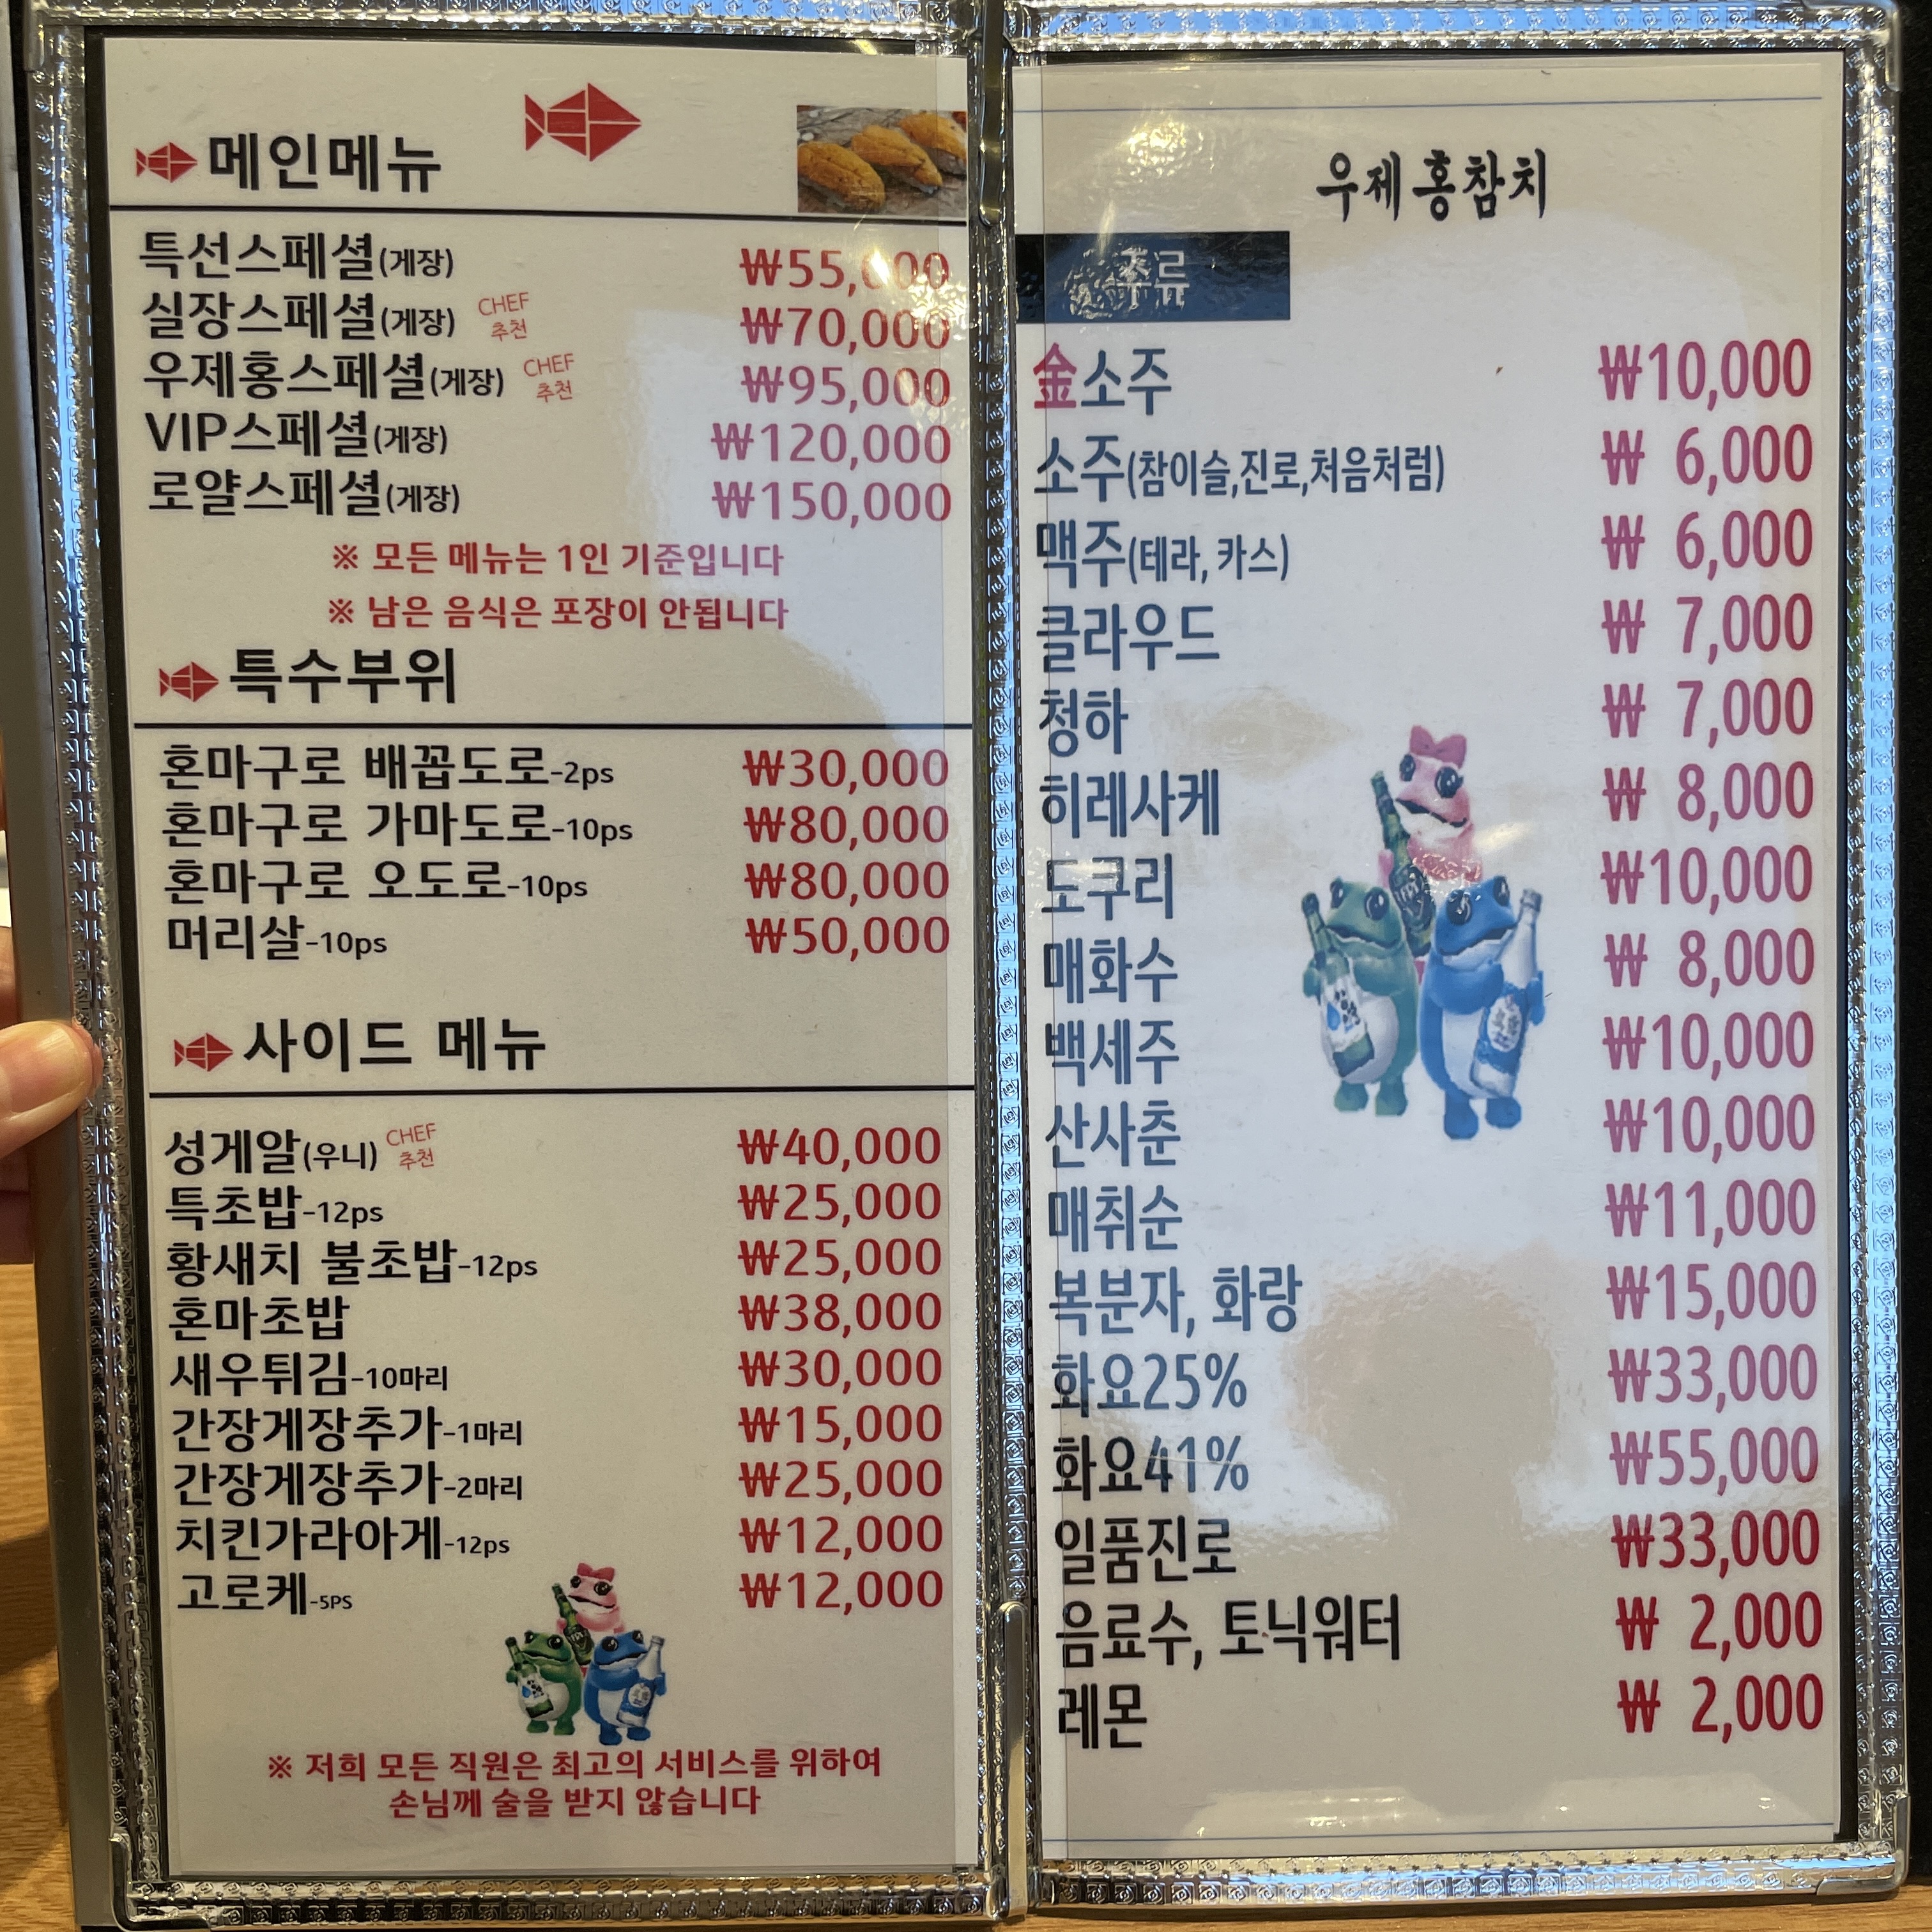 메인메뉴
특선스페셜(게장) ₩55,000
실장스페셜(게장) CHEF 추천 ₩70,000
우제홍스페셜(게장) CHEF 추천 ₩95,000
VIP스페셜(게장) ₩120,000
로얄스페셜(게장) ₩150,000
※ 모든 메뉴는 1인 기준입니다
※ 남은 음식은 포장이 안됩니다
특수부위
혼마구로 배꼽도로-2ps ₩30,000
혼마구로 가마도로-10ps ₩80,000
혼마구로 오도로-10ps ₩80,000
머리살-10ps ₩50,000
사이드 메뉴
성게알(우니) CHEF 추천 ₩40,000
특초밥-12ps ₩25,000
황새치 불초밥-12ps ₩25,000
혼마초밥 ₩38,000
새우튀김-10마리 ₩30,000
간장게장추가-1마리 ₩15,000
간장게장추가-2마리 ₩25,000
치킨가라아게-12ps ₩12,000
고로케-5PS ₩12,000
※ 저희 모든 직원은 최고의 서비스를 위하여
손님께 술을 받지 않습니다
우제홍참치
주류
金소주 ₩10,000
소주(참이슬,진로,처음처럼) ₩ 6,000
맥주(테라, 카스) ₩ 6,000
클라우드 ₩ 7,000
청하 ₩ 7,000
히레사케 ₩ 8,000
도쿠리 ₩10,000
매화수 ₩ 8,000
백세주 ₩10,000
산사춘 ₩10,000
매취순 ₩11,000
복분자, 화랑 ₩15,000
화요25% ₩33,000
화요41% ₩55,000
일품진로 ₩33,000
음료수, 토닉워터 ₩ 2,000
레몬 ₩ 2,000